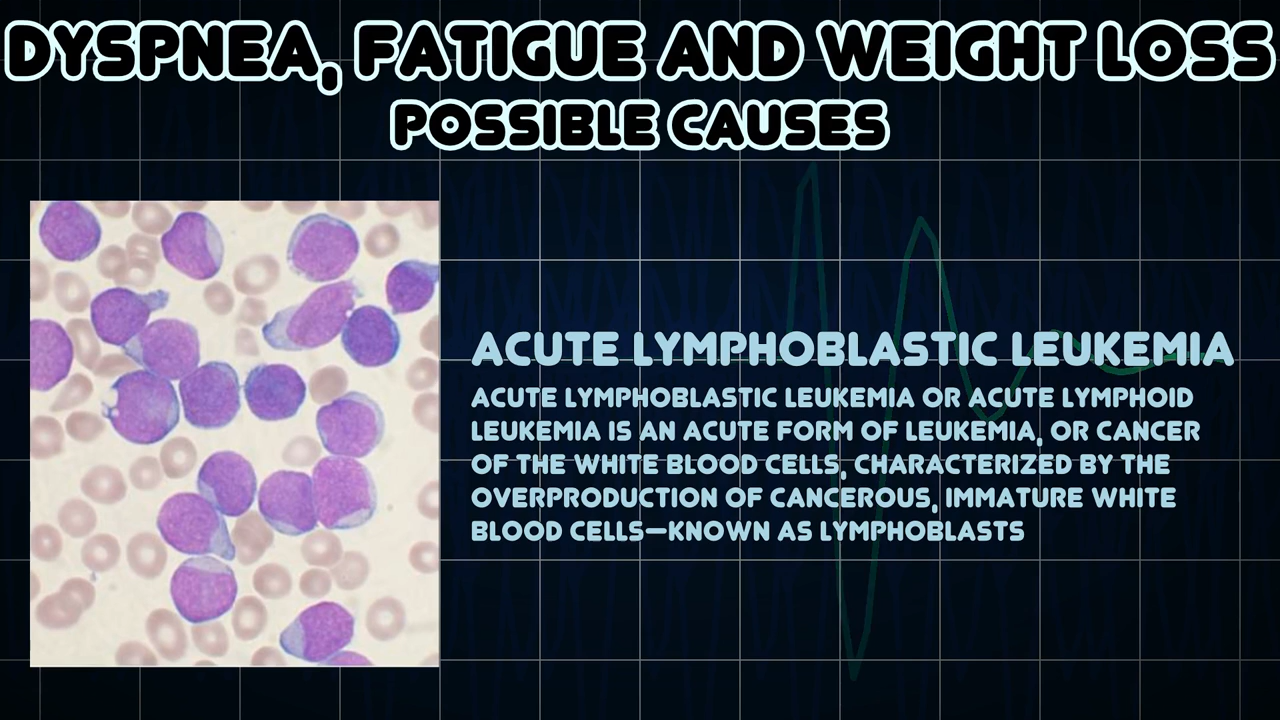 DYSPNEA, FATIGUE AND WEIGHT LOSS
POSSIBLE CAUSES
ACUTE LYMPHOBLASTIC LEUKEMIA
ACUTE LYMPHOBLASTIC LEUKEMIA OR ACUTE LYMPHOID
LEUKEMIA IS AN ACUTE FORM OF LEUKEMIA, OR CANCER
OF THE WHITE BLOOD CELLS, CHARACTERIZED BY THE
OVERPRODUCTION OF CANCEROUS, IMMATURE WHITE
BLOOD CELLS—KNOWN AS LYMPHOBLASTS